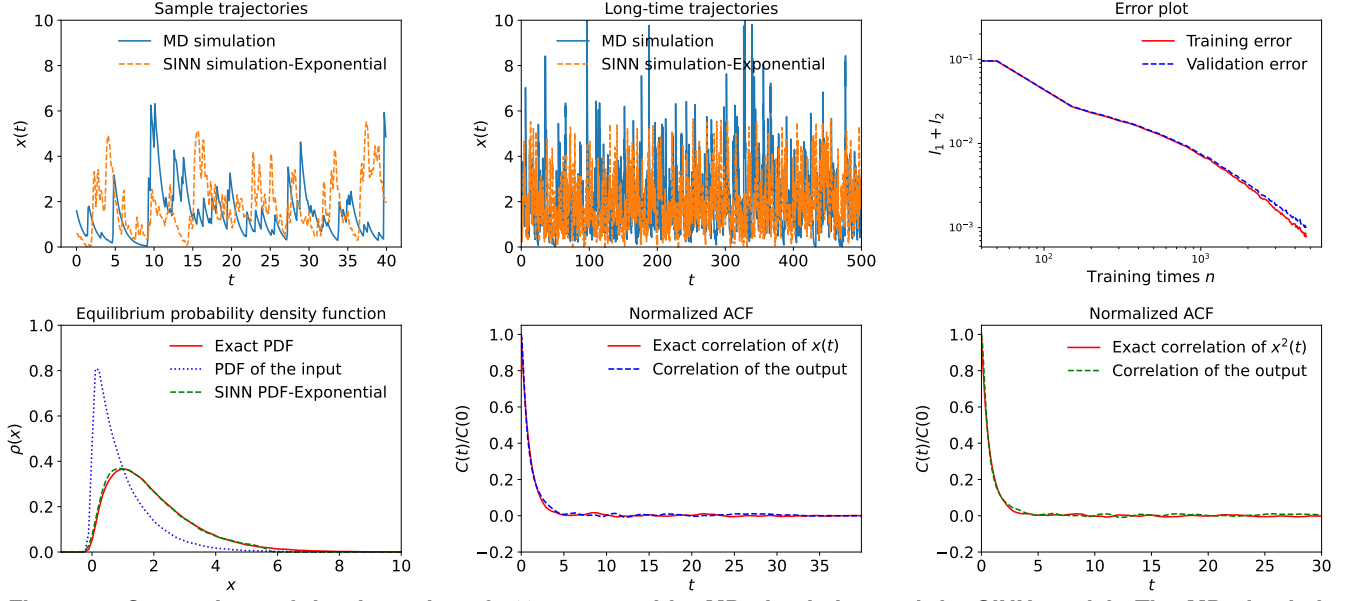 Sample trajectories
MD simulation
SINN simulation-Exponential
x(t)
10
8
6
4
2
0
0 5 10 15 20 25 30 35 40
t
Long-time trajectories
MD simulation
SINN simulation-Exponential
x(t)
10
8
6
4
2
0
0 100 200 300 400 500
t
Error plot
Training error
Validation error
l₁ + l₂
10⁻¹
10⁻²
10⁻³
10² 10³
Training times n
Equilibrium probability density function
Exact PDF
PDF of the input
SINN PDF-Exponential
ρ(x)
1.0
0.8
0.6
0.4
0.2
0.0
0 2 4 6 8 10
x
Normalized ACF
Exact correlation of x(t)
Correlation of the output
C(t)/C(0)
1.0
0.8
0.6
0.4
0.2
0.0
−0.2
0 5 10 15 20 25 30 35
t
Normalized ACF
Exact correlation of x²(t)
Correlation of the output
C(t)/C(0)
1.0
0.8
0.6
0.4
0.2
0.0
−0.2
0 5 10 15 20 25 30
t